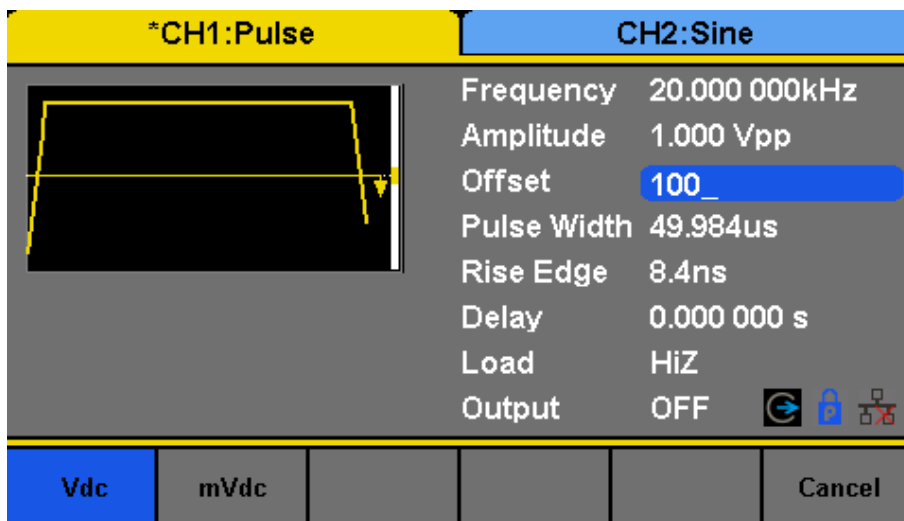 *CH1:Pulse
CH2:Sine
Frequency 20.000 000kHz
Amplitude 1.000 Vpp
Offset 100_
Pulse Width 49.984us
Rise Edge 8.4ns
Delay 0.000 000 s
Load HiZ
Output OFF P
Vdc mVdc Cancel